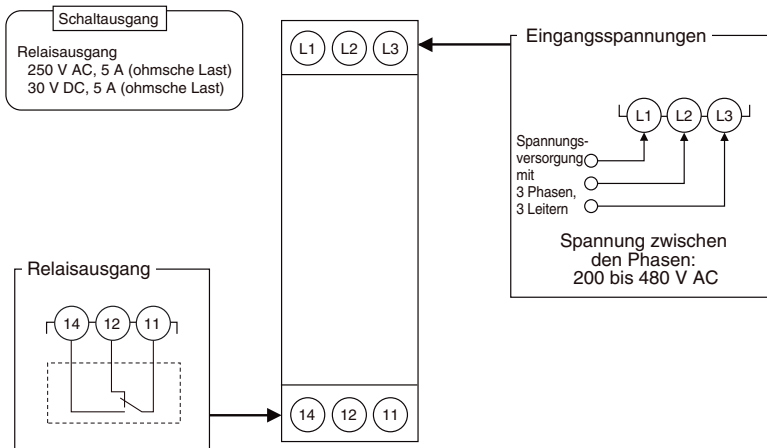 Schaltausgang
Relaisausgang
250 V AC, 5 A (ohmsche Last)
30 V DC, 5 A (ohmsche Last)
L1 L2 L3
Eingangsspannungen
L1 L2 L3
Spannungs-
versorgung
mit
3 Phasen,
3 Leitern
Spannung zwischen
den Phasen:
200 bis 480 V AC
Relaisausgang
14 12 11
14 12 11